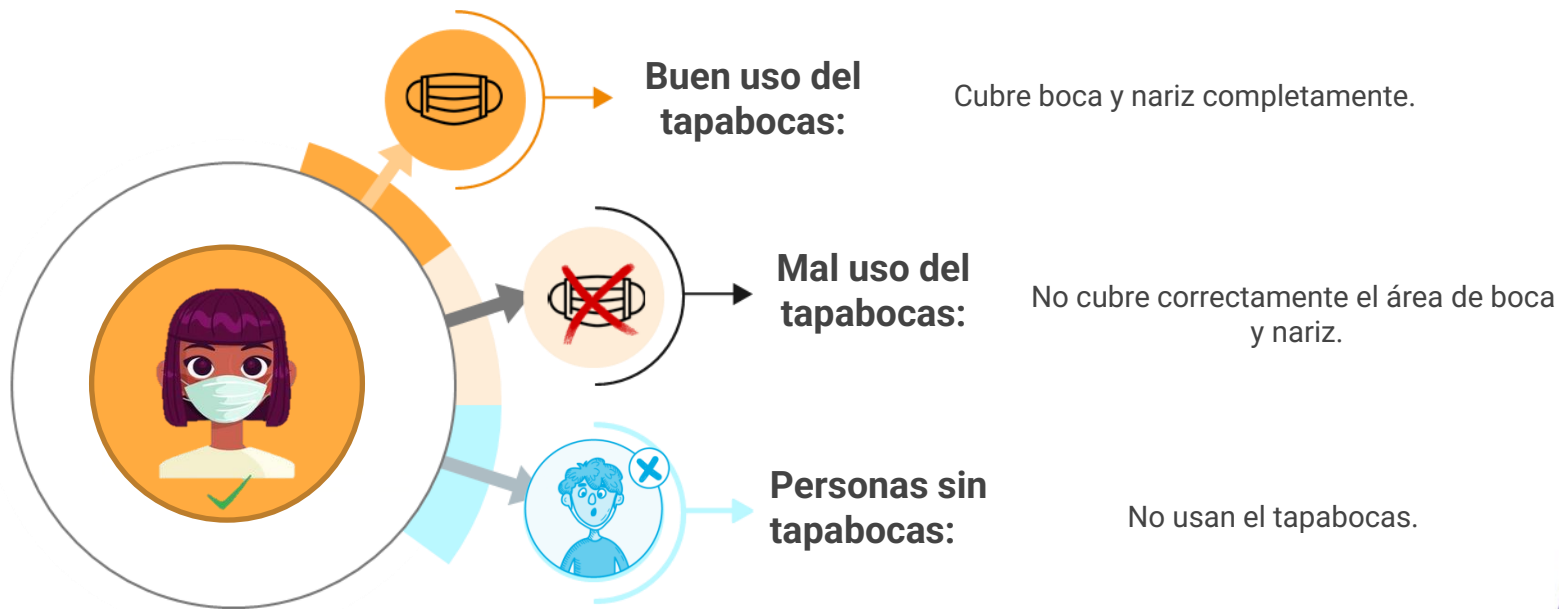 Buen uso del
tapabocas:
Cubre boca y nariz completamente.
Mal uso del
tapabocas:
No cubre correctamente el área de boca
y nariz.
Personas sin
tapabocas:
No usan el tapabocas.